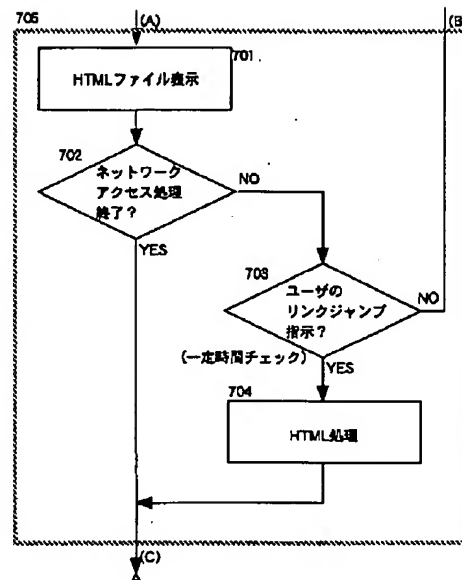 705
(A)
(B
701
HTMLファイル表示
702
ネットワーク
アクセス処理
終了?
NO
YES
703
ユーザの
リンクジャンプ
指示?
NO
(一定時間チェック)
YES
704
HTML処理
(C)